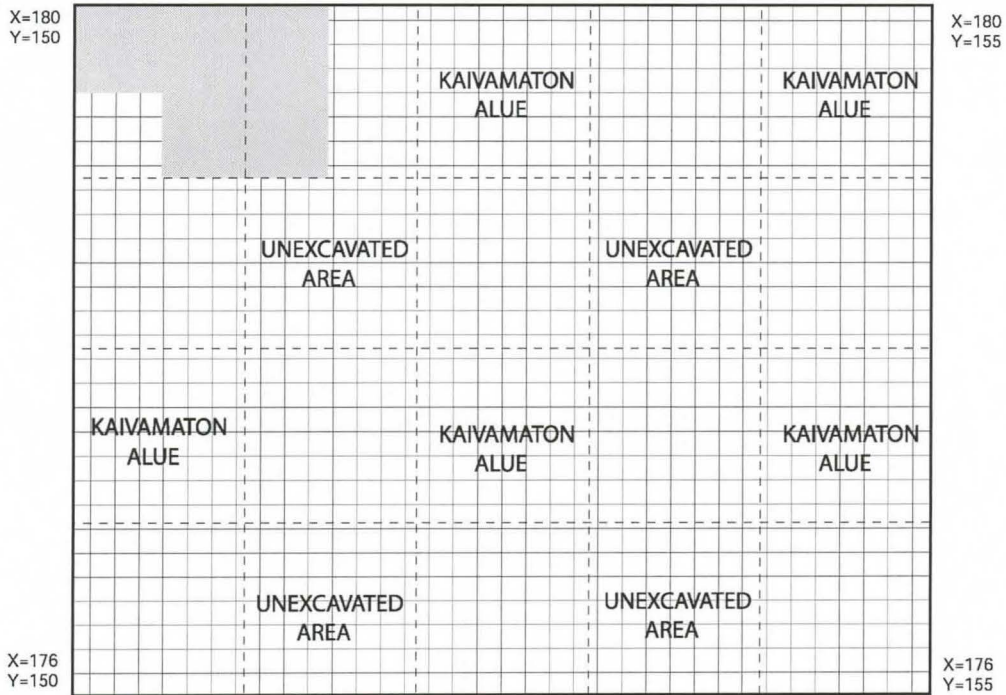 X=180
Y=150
X=180
Y=155
KAIVAMATON
ALUE
KAIVAMATON
ALUE
UNEXCAVATED
AREA
UNEXCAVATED
AREA
KAIVAMATON
ALUE
KAIVAMATON
ALUE
KAIVAMATON
ALUE
UNEXCAVATED
AREA
UNEXCAVATED
AREA
X=176
Y=150
X=176
Y=155